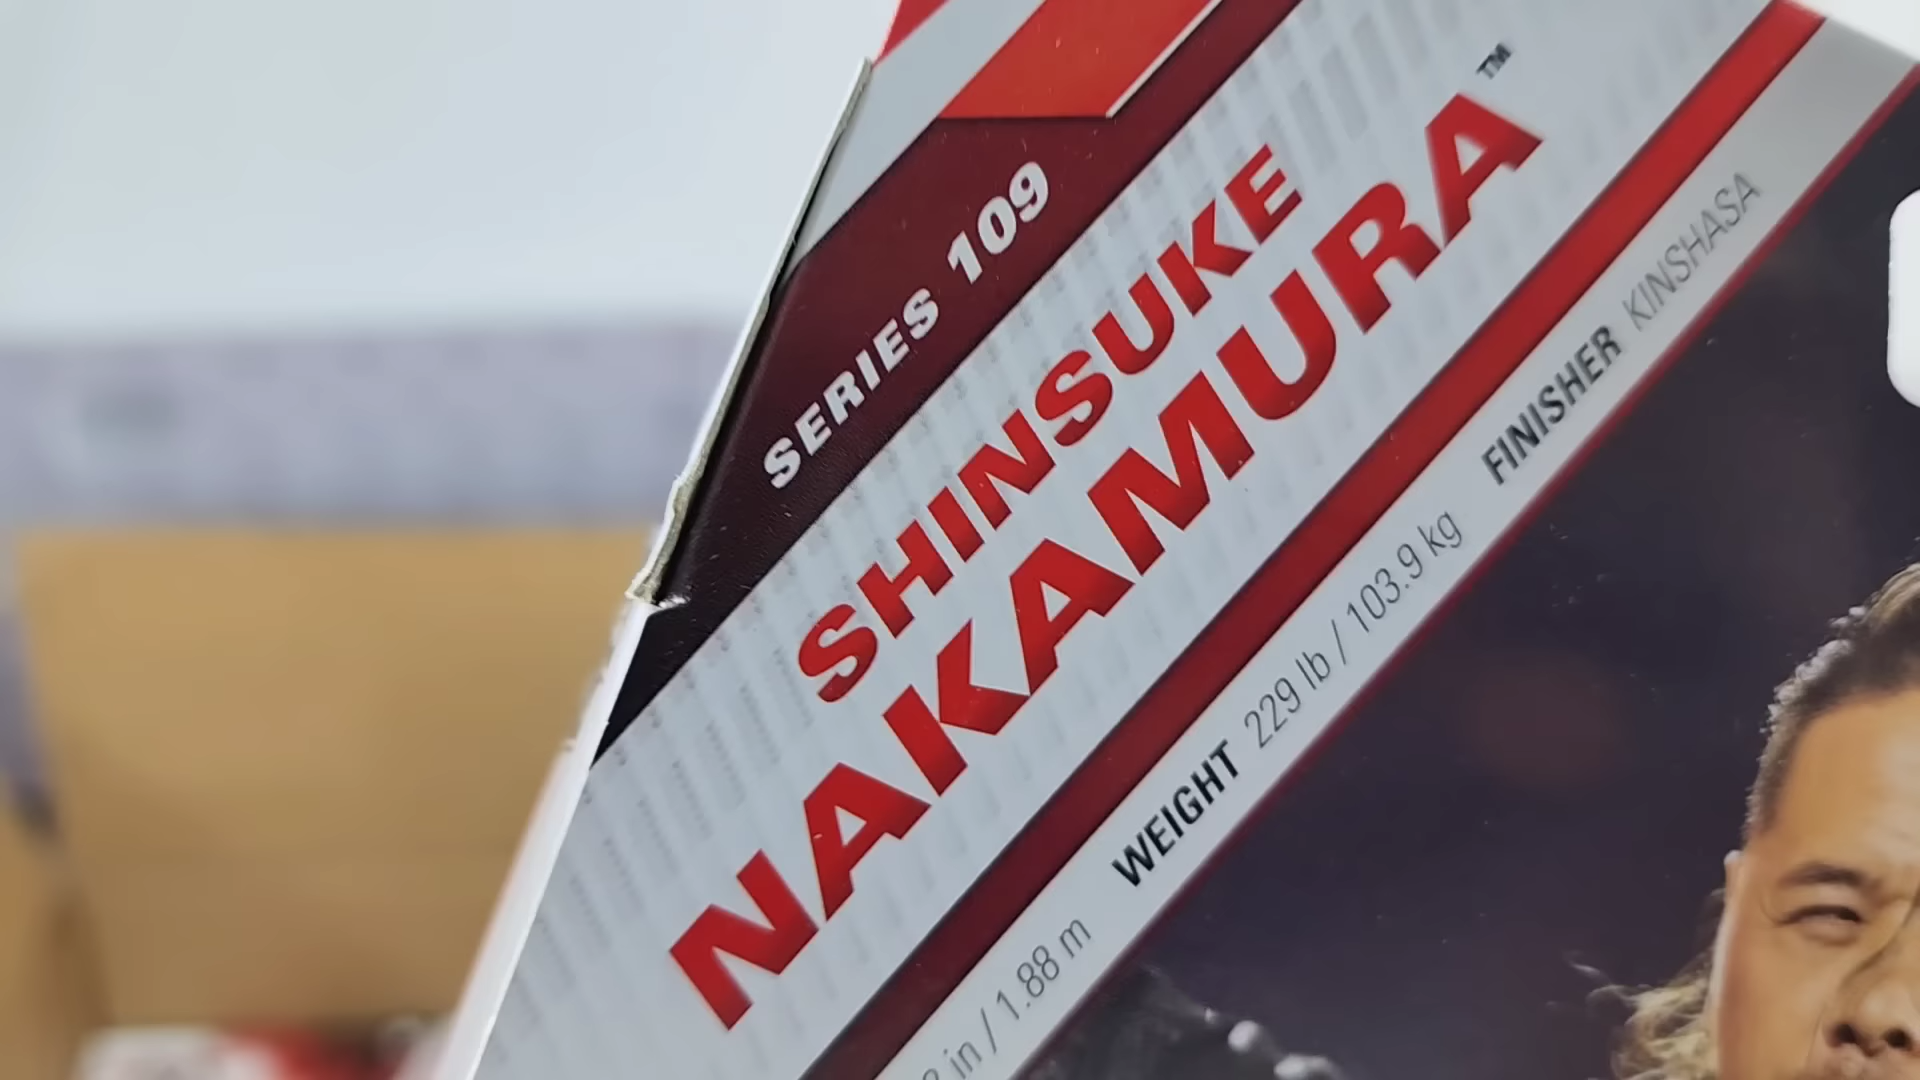 SERIES 109
SHINSUKE
NAKAMURA™
in / 1.88 m WEIGHT 229 lb / 103.9 kg FINISHER KINSHASA